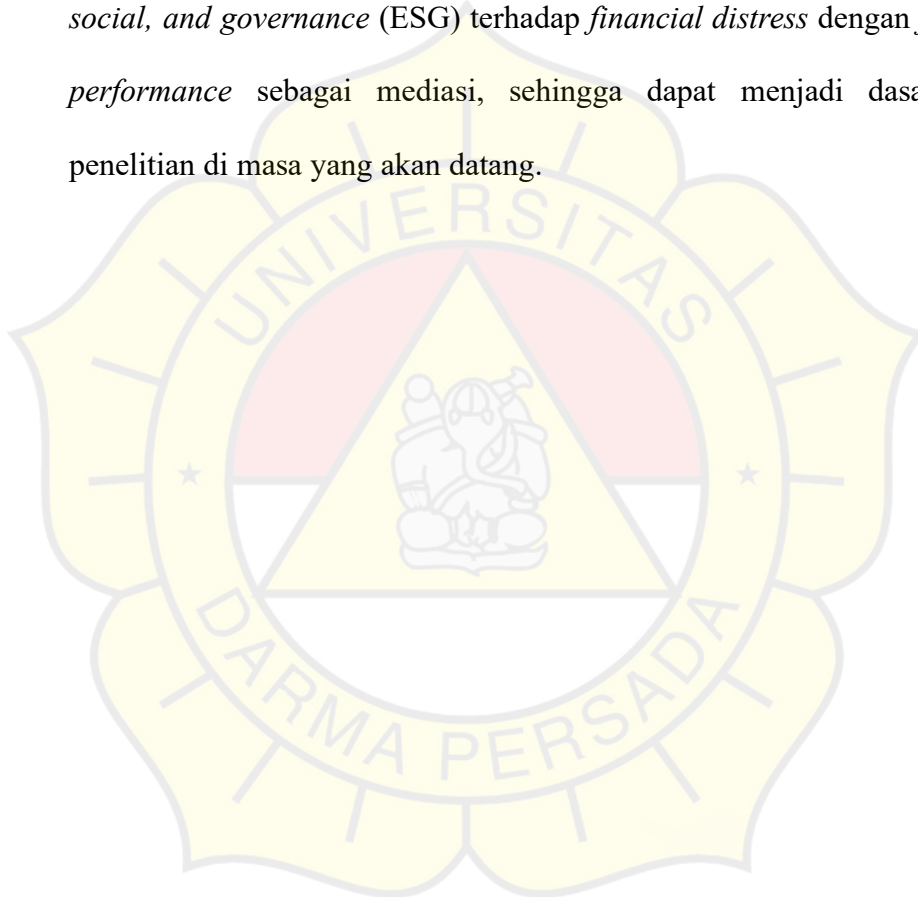 social, and governance (ESG) terhadap financial distress dengan
performance sebagai mediasi, sehingga dapat menjadi
penelitian di masa yang akan datang.
UNIVERSITAS
DARMA PERSADA